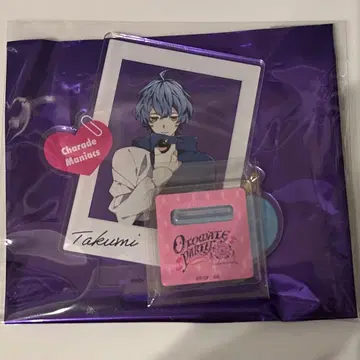 Charade
Maniacs
Takumi
Otomate
Party